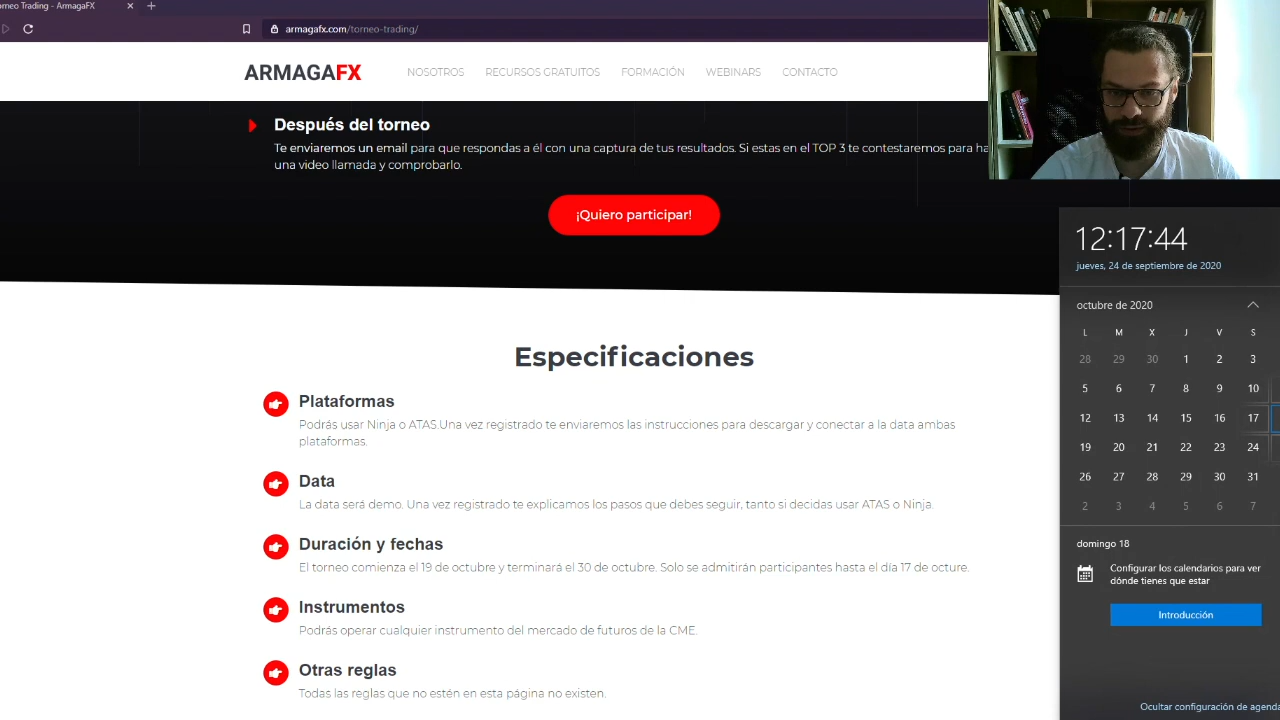 orneo Trading - ArmagaFX
armagafx.com/torneo-trading/
ARMAGAFX
NOSOTROS
RECURSOS GRATUITOS
FORMACIÓN
WEBINARS
CONTACTO
Después del torneo
Te enviaremos un email para que respondas a él con una captura de tus resultados. Si estas en el TOP 3 te contestaremos para ha
una video llamada y comprobarlo.
¡Quiero participar!
Especificaciones
Plataformas
Podrás usar Ninja o ATAS.Una vez registrado te enviaremos las instrucciones para descargar y conectar a la data ambas
plataformas.
Data
La data será demo. Una vez registrado te explicamos los pasos que debes seguir, tanto si decidas usar ATAS o Ninja.
Duración y fechas
El torneo comienza el 19 de octubre y terminará el 30 de octubre. Solo se admitirán participantes hasta el día 17 de octure.
Instrumentos
Podrás operar cualquier instrumento del mercado de futuros de la CME.
Otras reglas
Todas las reglas que no estén en esta página no existen.
12:17:44
jueves, 24 de septiembre de 2020
octubre de 2020
L M X J V S
28 29 30 1 2 3
5 6 7 8 9 10
12 13 14 15 16 17
19 20 21 22 23 24
26 27 28 29 30 31
2 3 4 5 6 7
domingo 18
Configurar los calendarios para ver
dónde tienes que estar
Introducción
Ocultar configuración de agenda